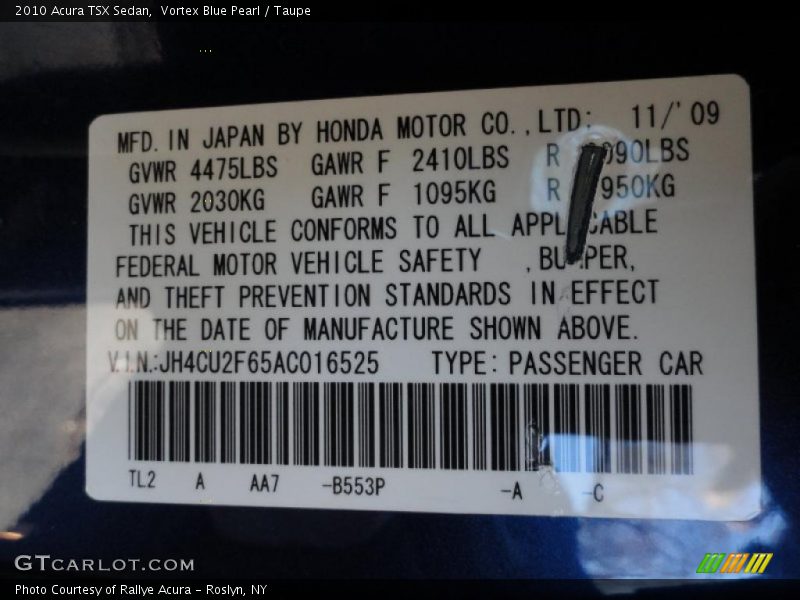 2010 Acura TSX Sedan,  Vortex Blue Pearl / Taupe
MFD. IN JAPAN BY HONDA MOTOR CO., LTD: 11/'09
GVWR 4475LBS GAWR F 2410LBS R 090LBS
GVWR 2030KG GAWR F 1095KG R 950KG
THIS VEHICLE CONFORMS TO ALL
FEDERAL MOTOR VEHICLE SAFETY ,
AND THEFT PREVENTION STANDARDS IN EFFECT
ON THE DATE OF MANUFACTURE SHOWN ABOVE.
V.I.N.:JH4CU2F65AC016525 TYPE: PASSENGER CAR
TL2 A AA7 -B553P -A -C
GTCARLOT.COM
Photo Courtesy of Rallye Acura - Roslyn, NY